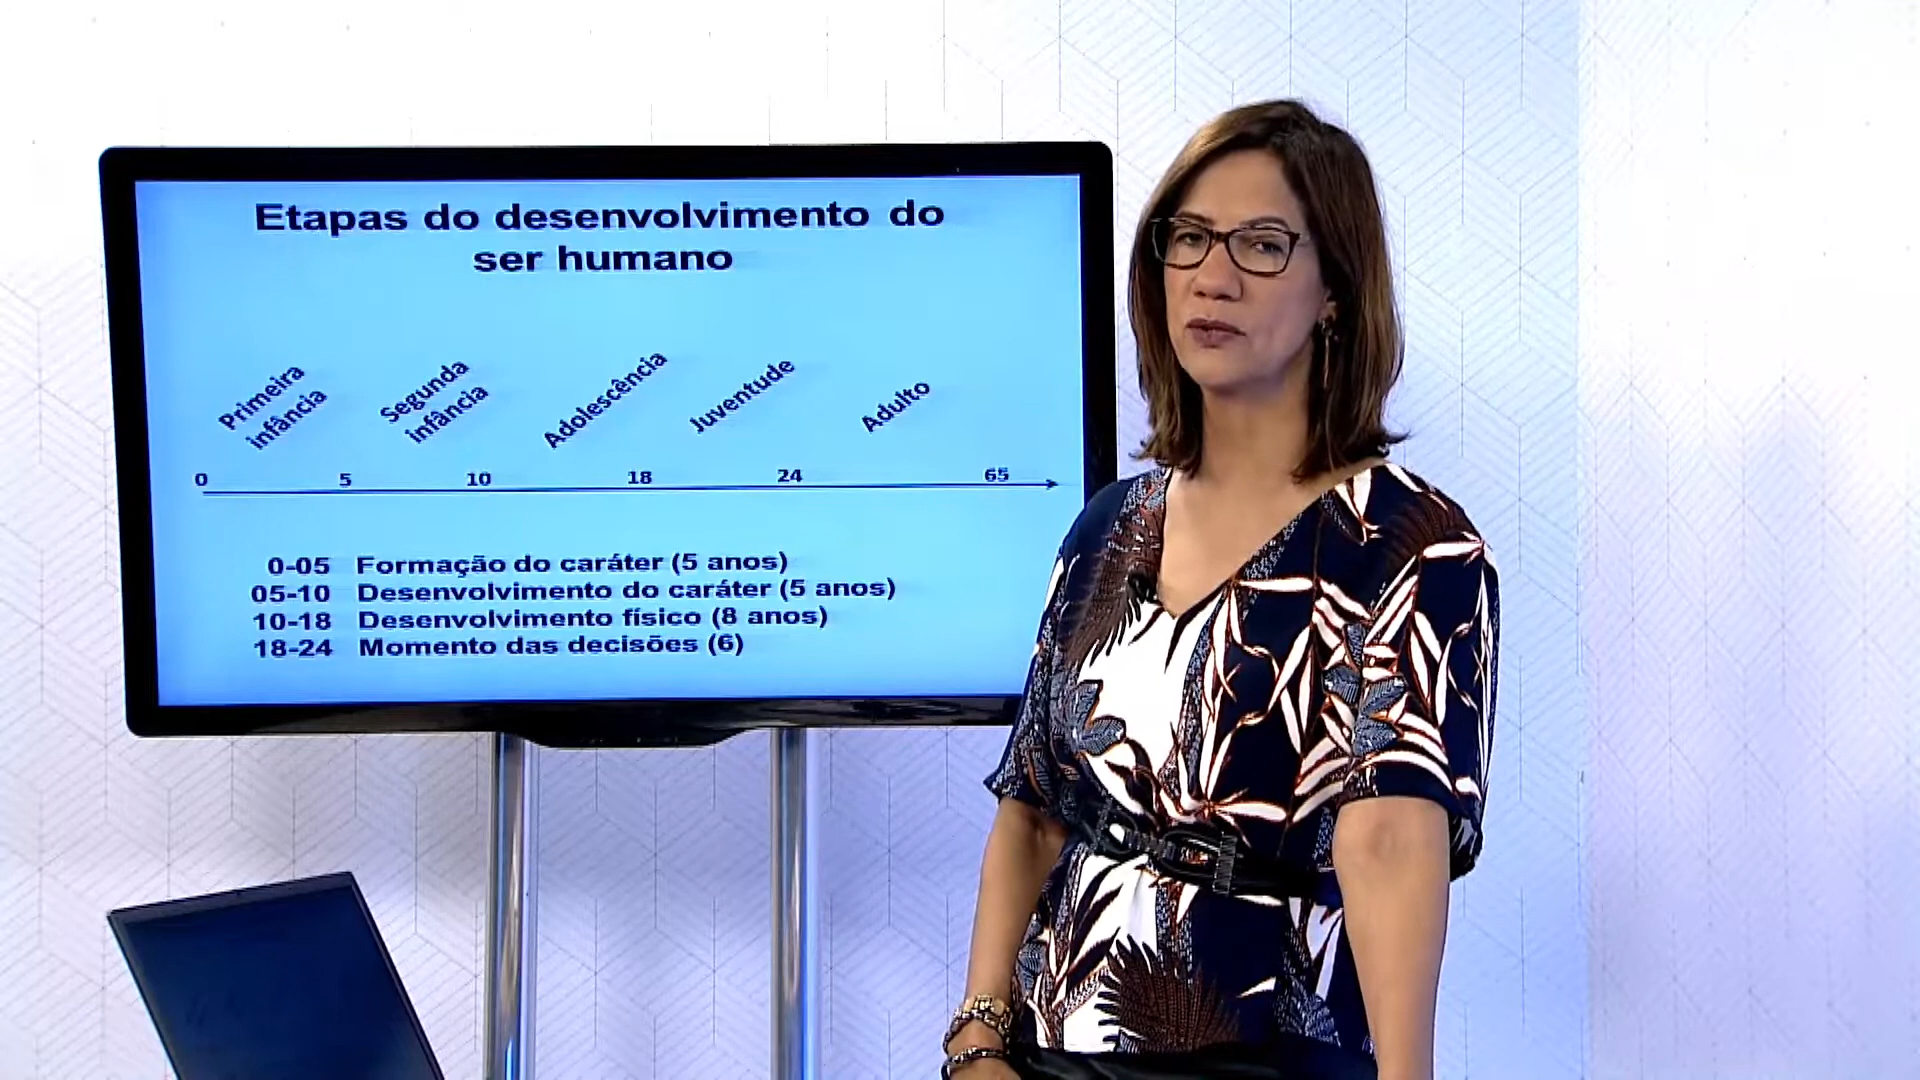 Etapas do desenvolvimento do
ser humano
Primeira
infância
Segunda
infância
Adolescência
Juventude
Adulto
0 5 10 18 24 65
0-05 Formação do caráter (5 anos)
05-10 Desenvolvimento do caráter (5 anos)
10-18 Desenvolvimento físico (8 anos)
18-24 Momento das decisões (6)